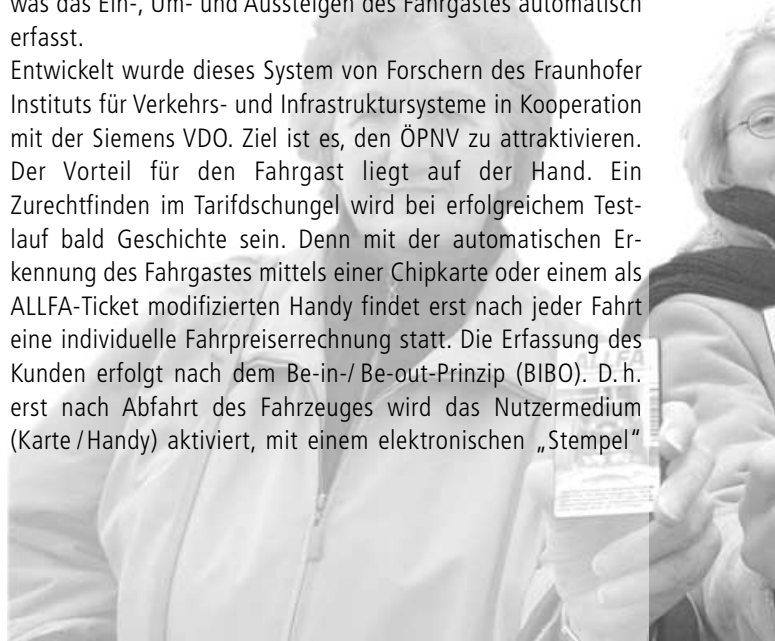 was das Ein-, Um- und Aussteigen des Fahrgastes automatisch
erfasst.
Entwickelt wurde dieses System von Forschern des Fraunhofer
Instituts für Verkehrs- und Infrastruktursysteme in Kooperation
mit der Siemens VDO. Ziel ist es, den ÖPNV zu attraktivieren.
Der Vorteil für den Fahrgast liegt auf der Hand. Ein
Zurechtfinden im Tarifdschungel wird bei erfolgreichem Test-
lauf bald Geschichte sein. Denn mit der automatischen Er-
kennung des Fahrgastes mittels einer Chipkarte oder einem als
ALLFA-Ticket modifizierten Handy findet erst nach jeder Fahrt
eine individuelle Fahrpreiserrechnung statt. Die Erfassung des
Kunden erfolgt nach dem Be-in-/ Be-out-Prinzip (BIBO). D. h.
erst nach Abfahrt des Fahrzeuges wird das Nutzermedium
(Karte / Handy) aktiviert, mit einem elektronischen „Stempel"
ALLFA